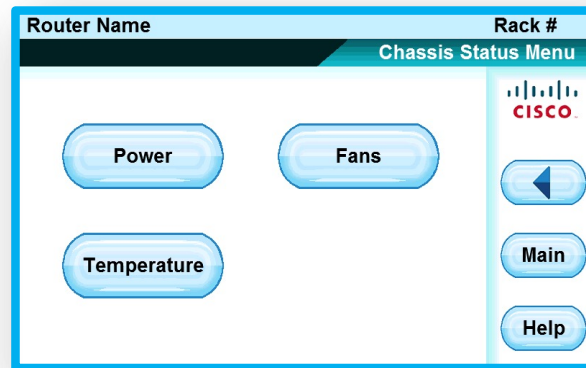 Router Name Rack #
Chassis Status Menu
CISCO
Power Fans
Temperature
Main
Help